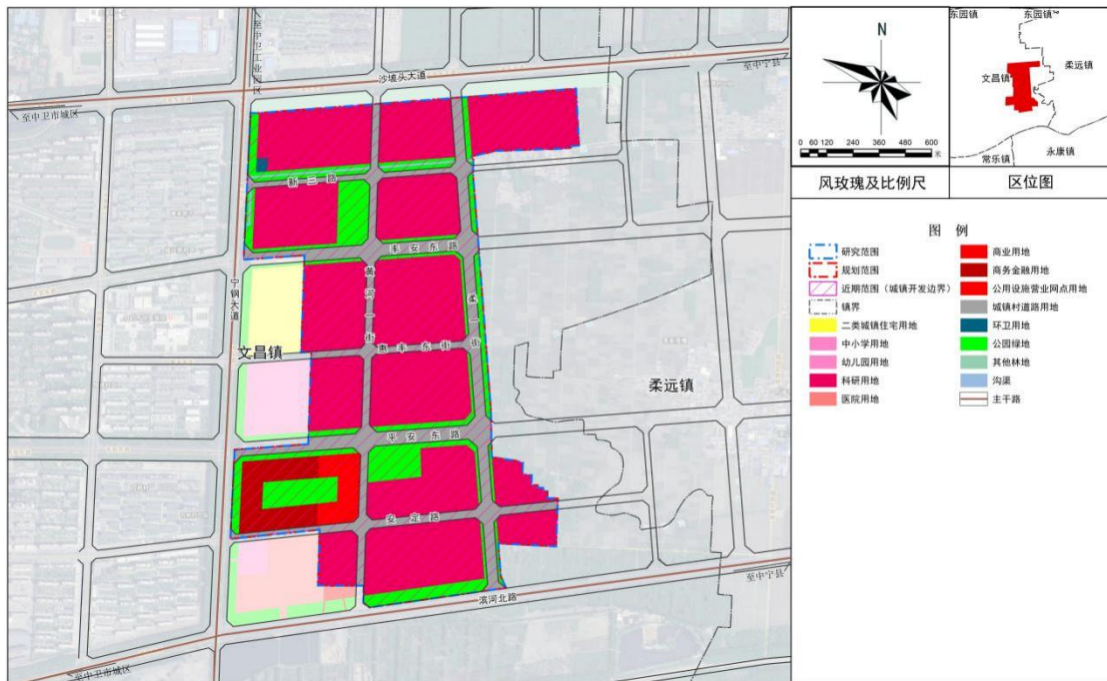 至中卫工业园区
沙坡头大道
至中宁县
至中卫市城区
新三路
丰安东路
黄河一街
柔一街
惠丰东街
宁钢大道
文昌镇
柔远镇
平安东路
安定路
滨河北路
至中宁县
至中卫市城区
N
0 60 120 240 360 480 600
米
风玫瑰及比例尺
东园镇
东园镇
柔远镇
文昌镇
常乐镇
永康镇
区位图
图 例
研究范围
规划范围
近期范围（城镇开发边界）
镇界
二类城镇住宅用地
中小学用地
幼儿园用地
科研用地
医院用地
商业用地
商务金融用地
公用设施营业网点用地
城镇村道路用地
环卫用地
公园绿地
其他林地
沟渠
主干路